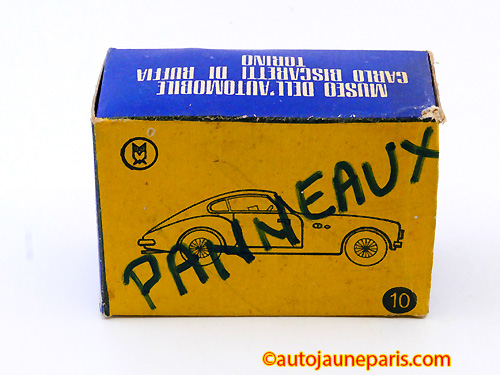 MUSEO DELL'AUTOMOBILE
CARLO BISCARETTI DI RUFFIA
TORINO
PANNEAUX
10
©autojauneparis.com.